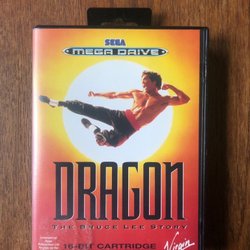 SEGA
MEGA DRIVE
DRAGON
THE BRUCE LEE STORY
16-BIT CARTRIDGE
Virgin